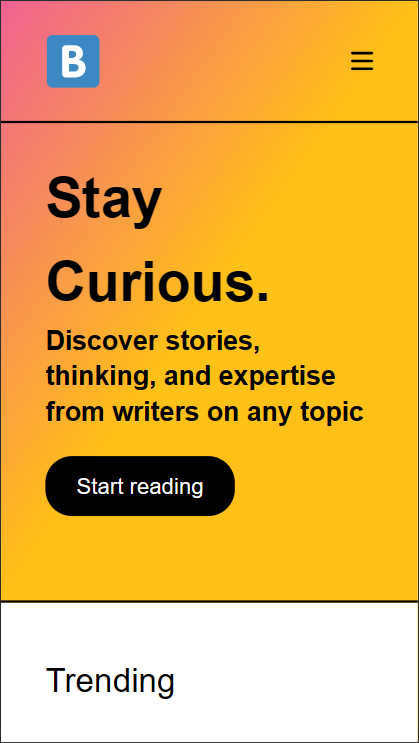 B
Stay
Curious.
Discover stories,
thinking, and expertise
from writers on any topic
Start reading
Trending